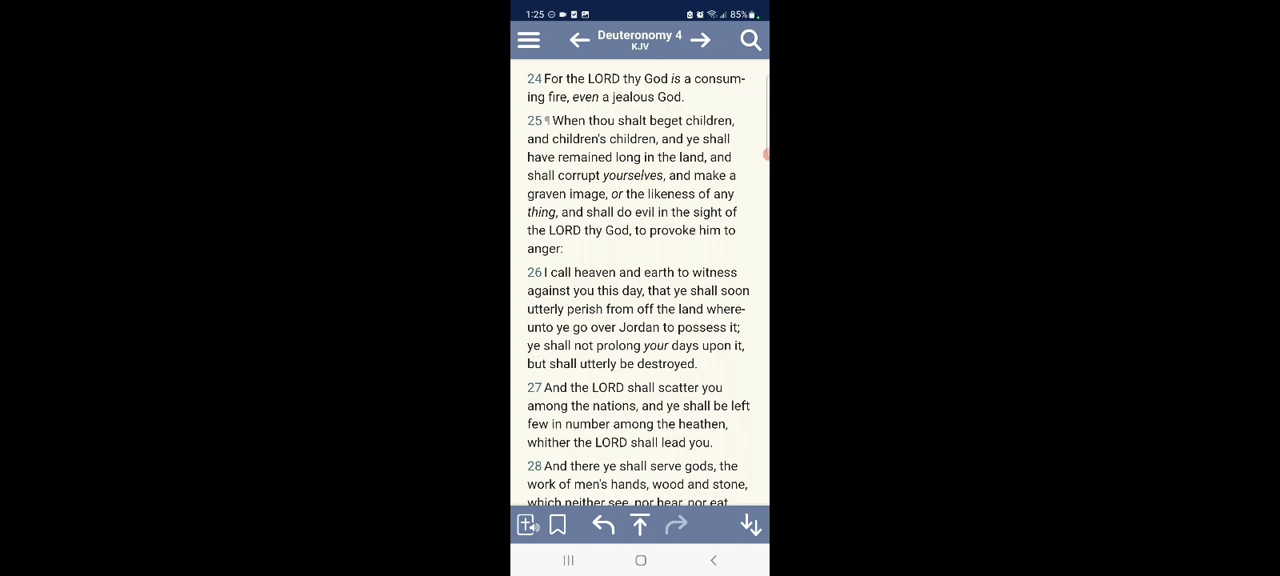 1:25 85%
Deuteronomy 4
KJV
24 For the LORD thy God is a consum-
ing fire, even a jealous God.
25 ¶ When thou shalt beget children,
and children's children, and ye shall
have remained long in the land, and
shall corrupt yourselves, and make a
graven image, or the likeness of any
thing, and shall do evil in the sight of
the LORD thy God, to provoke him to
anger:
26 I call heaven and earth to witness
against you this day, that ye shall soon
utterly perish from off the land where-
unto ye go over Jordan to possess it;
ye shall not prolong your days upon it,
but shall utterly be destroyed.
27 And the LORD shall scatter you
among the nations, and ye shall be left
few in number among the heathen,
whither the LORD shall lead you.
28 And there ye shall serve gods, the
work of men's hands, wood and stone,
which neither see, nor hear, nor eat,